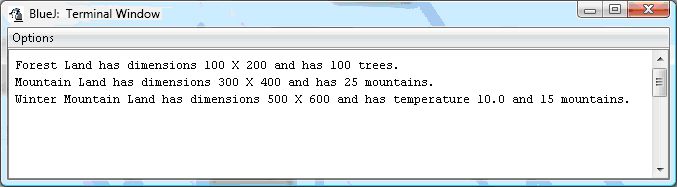 BlueJ: Terminal Window
Options
Forest Land has dimensions 100 X 200 and has 100 trees.
Mountain Land has dimensions 300 X 400 and has 25 mountains.
Winter Mountain Land has dimensions 500 X 600 and has temperature 10.0 and 15 mountains.